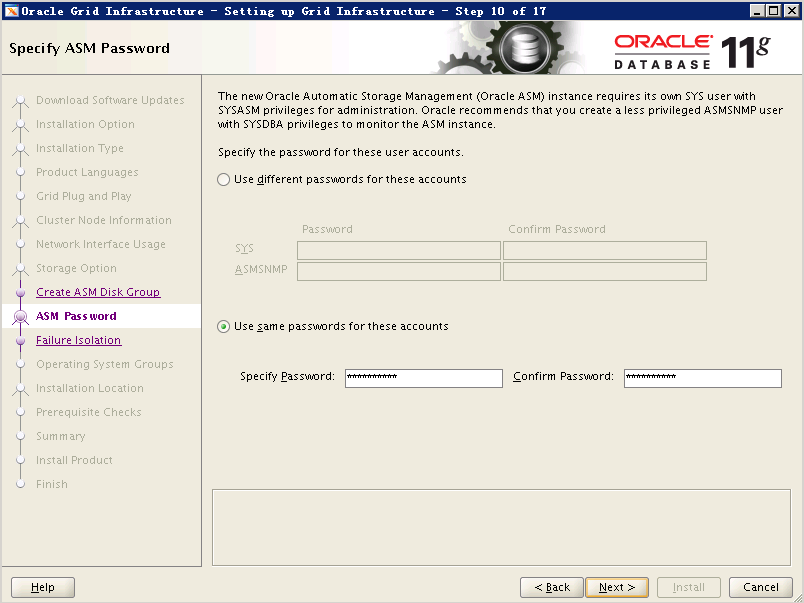 Oracle Grid Infrastructure - Setting up Grid Infrastructure - Step 10 of 17
Specify ASM Password
ORACLE
DATABASE 11g
Download Software Updates
Installation Option
Installation Type
Product Languages
Grid Plug and Play
Cluster Node Information
Network Interface Usage
Storage Option
Create ASM Disk Group
ASM Password
Failure Isolation
Operating System Groups
Installation Location
Prerequisite Checks
Summary
Install Product
Finish
The new Oracle Automatic Storage Management (Oracle ASM) instance requires its own SYS user with
SYSASM privileges for administration. Oracle recommends that you create a less privileged ASMSNMP user
with SYSDBA privileges to monitor the ASM instance.
Specify the password for these user accounts.
Use different passwords for these accounts
Password Confirm Password
SYS
ASMSNMP
Use same passwords for these accounts
Specify Password: ********** Confirm Password: **********
Help < Back Next > Install Cancel